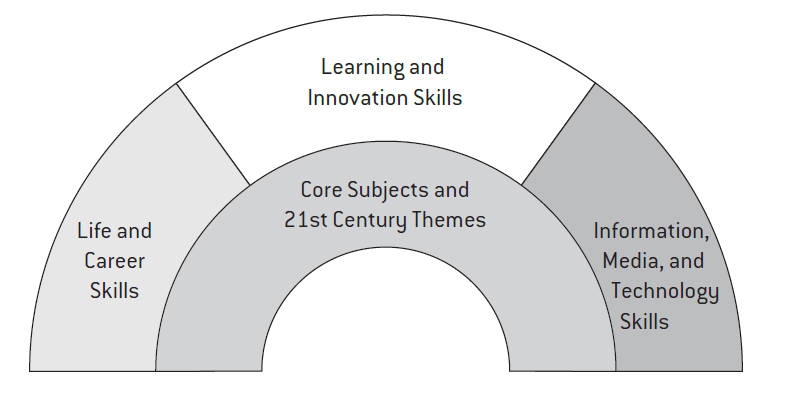 Learning and
Innovation Skills
Core Subjects and
21st Century Themes
Life and
Career
Skills
Information,
Media, and
Technology
Skills